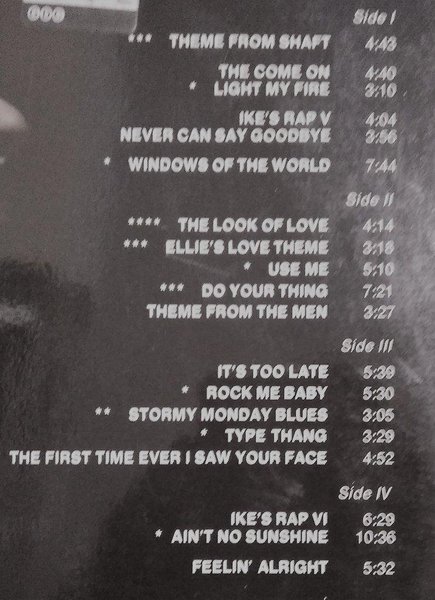 Side I
*** THEME FROM SHAFT 4:43
THE COME ON 4:40
* LIGHT MY FIRE 3:10
IKE'S RAP V 4:04
NEVER CAN SAY GOODBYE 3:56
* WINDOWS OF THE WORLD 7:44
Side II
**** THE LOOK OF LOVE 4:14
*** ELLIE'S LOVE THEME 3:18
* USE ME 5:10
*** DO YOUR THING 7:21
THEME FROM THE MEN 3:27
Side III
IT'S TOO LATE 5:39
* ROCK ME BABY 5:30
** STORMY MONDAY BLUES 3:05
* TYPE THANG 3:29
THE FIRST TIME EVER I SAW YOUR FACE 4:52
Side IV
IKE'S RAP VI 6:29
* AIN'T NO SUNSHINE 10:36
FEELIN' ALRIGHT 5:32